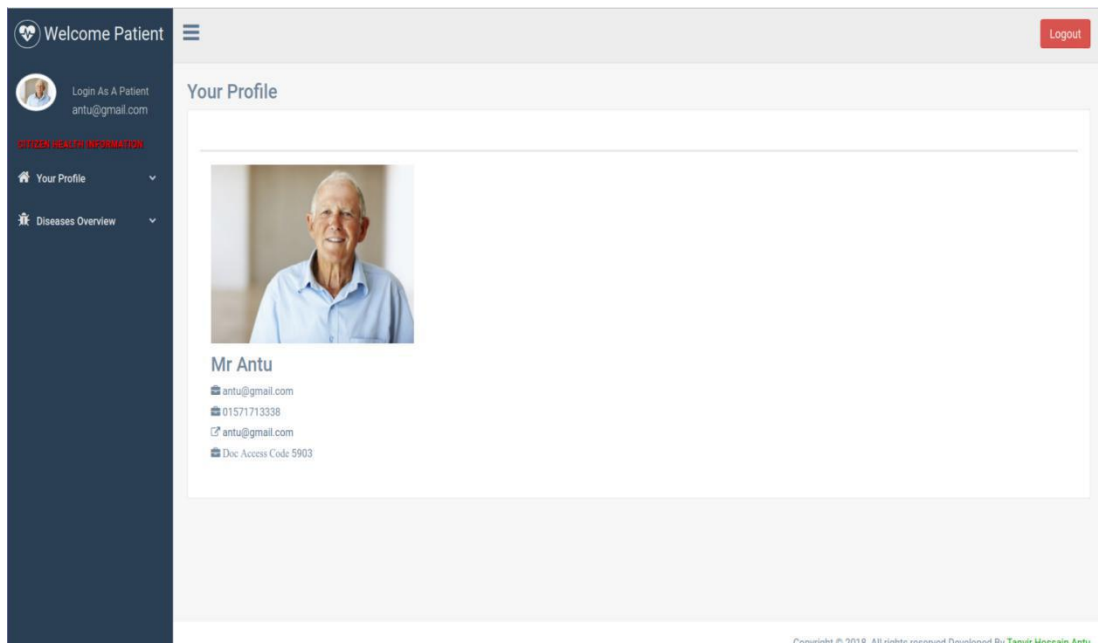 Welcome Patient
Logout
Login As A Patient
antu@gmail.com
CITIZEN HEALTH INFORMATION
Your Profile
Diseases Overview
Your Profile
Mr Antu
antu@gmail.com
01571713338
antu@gmail.com
Doc Access Code 5903
Copyright © 2018, All rights reserved Developed By Tanvir Hossain Antu